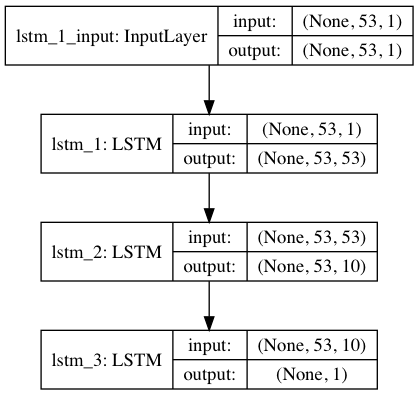 lstm_1_input: InputLayer
input: (None, 53, 1)
output: (None, 53, 1)
lstm_1: LSTM
input: (None, 53, 1)
output: (None, 53, 53)
lstm_2: LSTM
input: (None, 53, 53)
output: (None, 53, 10)
lstm_3: LSTM
input: (None, 53, 10)
output: (None, 1)